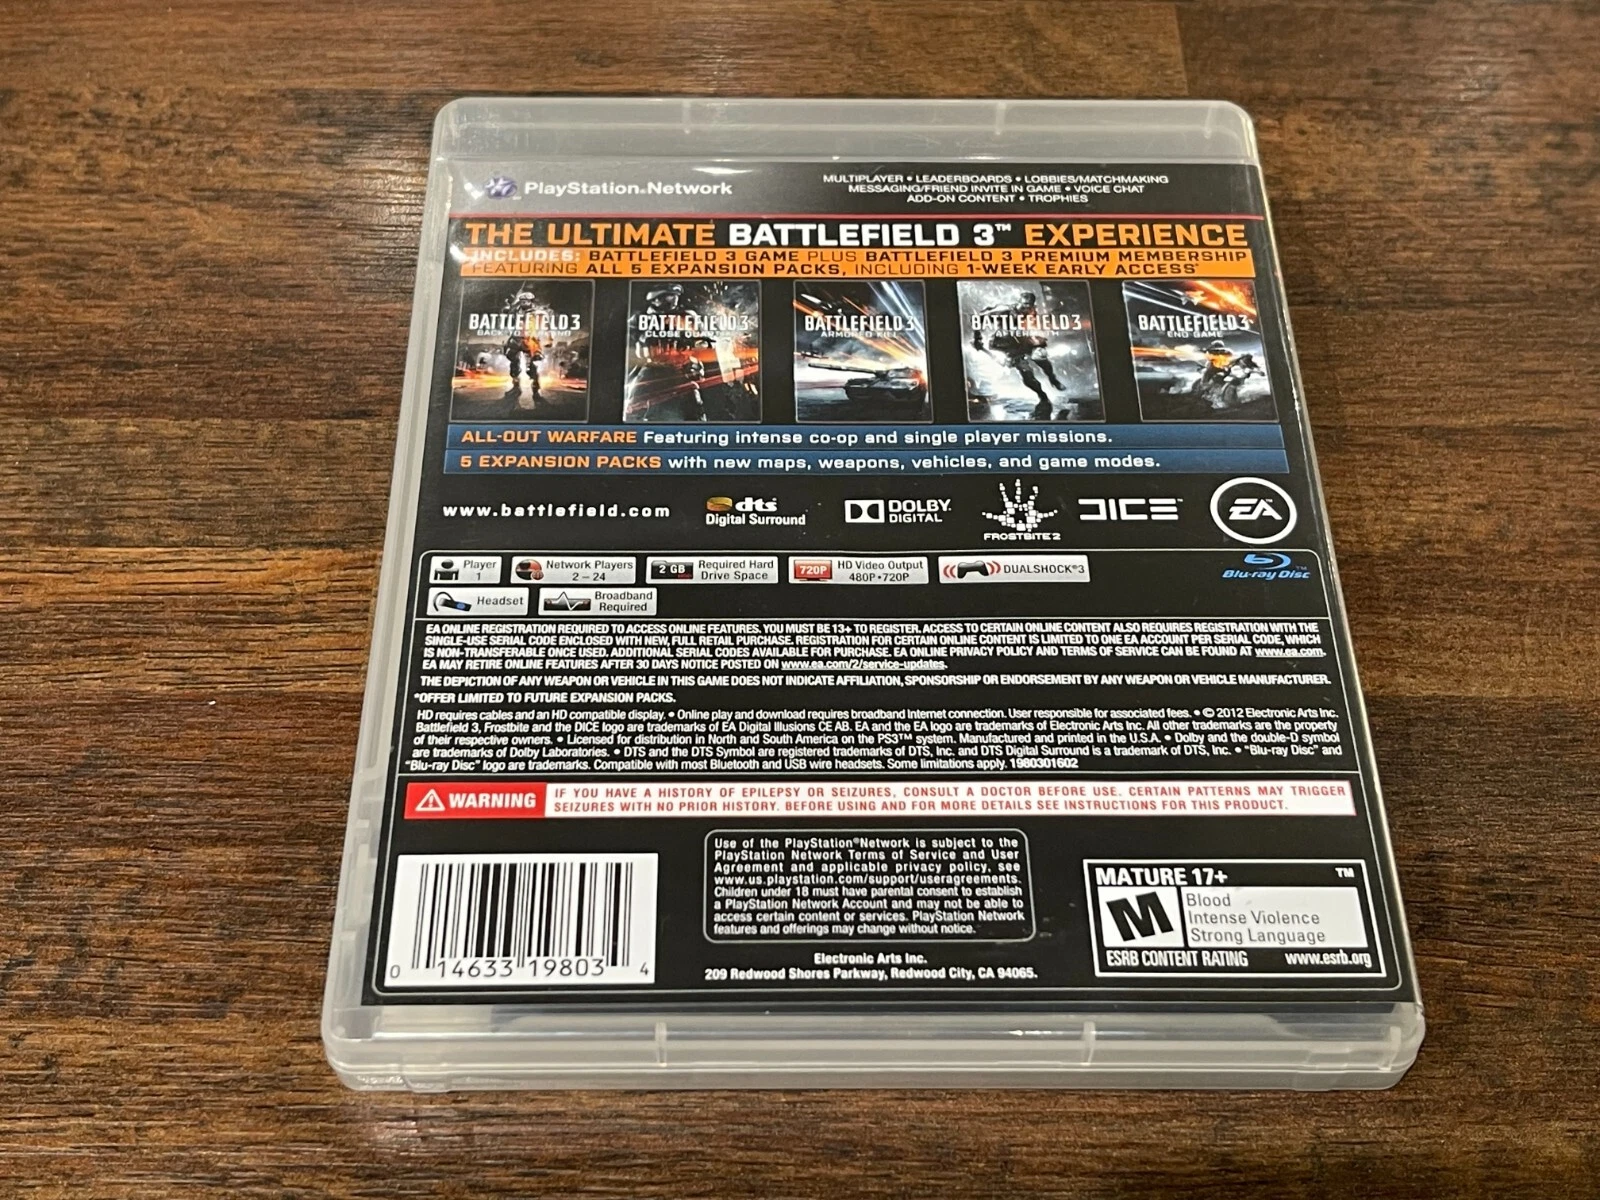 PlayStation®Network
MULTIPLAYER • LEADERBOARDS • LOBBIES/MATCHMAKING
MESSAGING/FRIEND INVITE IN GAME • VOICE CHAT
ADD-ON CONTENT • TROPHIES
THE ULTIMATE BATTLEFIELD 3™ EXPERIENCE
INCLUDES: BATTLEFIELD 3 GAME PLUS BATTLEFIELD 3 PREMIUM MEMBERSHIP
FEATURING ALL 5 EXPANSION PACKS, INCLUDING 1-WEEK EARLY ACCESS*
BATTLEFIELD 3
BACK TO KARKAND
BATTLEFIELD 3
CLOSE QUARTERS
BATTLEFIELD 3
ARMORED KILL
BATTLEFIELD 3
AFTERMATH
BATTLEFIELD 3
END GAME
ALL-OUT WARFARE Featuring intense co-op and single player missions.
5 EXPANSION PACKS with new maps, weapons, vehicles, and game modes.
www.battlefield.com
dts
Digital Surround
DOLBY
DIGITAL
FROSTBITE 2
DICE™
EA™
Player
1
Network Players
2 – 24
2 GB
Required Hard
Drive Space
720P
HD Video Output
480P•720P
DUALSHOCK®3
Blu-ray Disc™
Headset
Broadband
Required
EA ONLINE REGISTRATION REQUIRED TO ACCESS ONLINE FEATURES. YOU MUST BE 13+ TO REGISTER. ACCESS TO CERTAIN ONLINE CONTENT ALSO REQUIRES REGISTRATION WITH THE
SINGLE-USE SERIAL CODE ENCLOSED WITH NEW, FULL RETAIL PURCHASE. REGISTRATION FOR CERTAIN ONLINE CONTENT IS LIMITED TO ONE EA ACCOUNT PER SERIAL CODE, WHICH
IS NON-TRANSFERABLE ONCE USED. ADDITIONAL SERIAL CODES AVAILABLE FOR PURCHASE. EA ONLINE PRIVACY POLICY AND TERMS OF SERVICE CAN BE FOUND AT www.ea.com.
EA MAY RETIRE ONLINE FEATURES AFTER 30 DAYS NOTICE POSTED ON www.ea.com/2/service-updates.
THE DEPICTION OF ANY WEAPON OR VEHICLE IN THIS GAME DOES NOT INDICATE AFFILIATION, SPONSORSHIP OR ENDORSEMENT BY ANY WEAPON OR VEHICLE MANUFACTURER.
*OFFER LIMITED TO FUTURE EXPANSION PACKS.
HD requires cables and an HD compatible display. • Online play and download requires broadband Internet connection. User responsible for associated fees. • © 2012 Electronic Arts Inc.
Battlefield 3, Frostbite and the DICE logo are trademarks of EA Digital Illusions CE AB. EA and the EA logo are trademarks of Electronic Arts Inc. All other trademarks are the property
of their respective owners. • Licensed for distribution in North and South America on the PS3™ system. Manufactured and printed in the U.S.A. • Dolby and the double-D symbol
are trademarks of Dolby Laboratories. • DTS and the DTS Symbol are registered trademarks of DTS, Inc. and DTS Digital Surround is a trademark of DTS, Inc. • "Blu-ray Disc" and
"Blu-ray Disc" logo are trademarks. Compatible with most Bluetooth and USB wire headsets. Some limitations apply. 1980301602
WARNING
IF YOU HAVE A HISTORY OF EPILEPSY OR SEIZURES, CONSULT A DOCTOR BEFORE USE. CERTAIN PATTERNS MAY TRIGGER
SEIZURES WITH NO PRIOR HISTORY. BEFORE USING AND FOR MORE DETAILS SEE INSTRUCTIONS FOR THIS PRODUCT.
Use of the PlayStation®Network is subject to the
PlayStation Network Terms of Service and User
Agreement and applicable privacy policy, see
www.us.playstation.com/support/useragreements.
Children under 18 must have parental consent to establish
a PlayStation Network Account and may not be able to
access certain content or services. PlayStation Network
features and offerings may change without notice.
Electronic Arts Inc.
209 Redwood Shores Parkway, Redwood City, CA 94065.
0 14633 19803 4
MATURE 17+ ™
M
Blood
Intense Violence
Strong Language
ESRB CONTENT RATING www.esrb.org